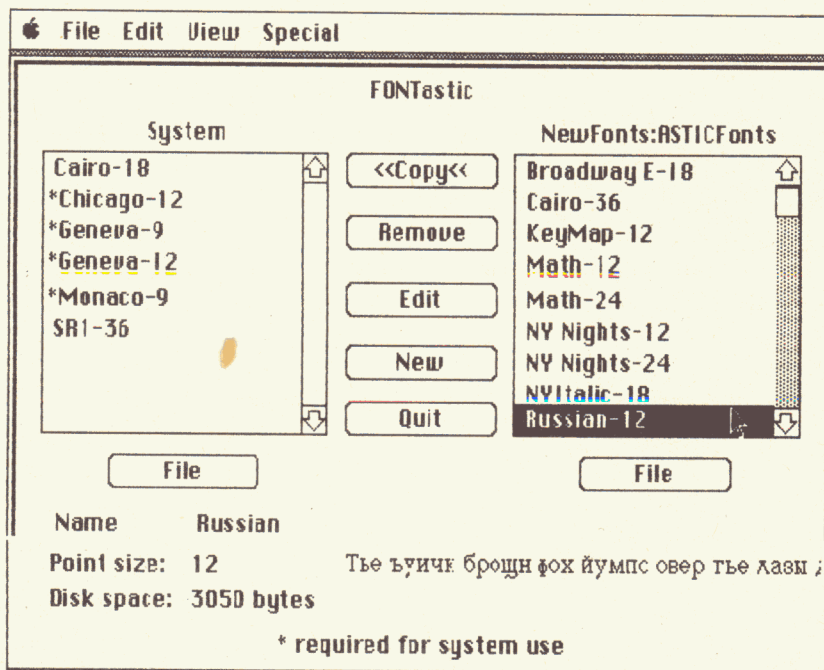 File Edit View Special
FONTastic
System
NewFonts:ASTICFonts
Cairo-18
*Chicago-12
*Geneva-9
*Geneva-12
*Monaco-9
SR1-36
<<Copy<<
Remove
Edit
New
Quit
Broadway E-18
Cairo-36
KeyMap-12
Math-12
Math-24
NY Nights-12
NY Nights-24
NYItalic-18
Russian-12
File
File
Name Russian
Point size: 12
Тье ъуичк брощн фох йумпс овер тье лазы
Disk space: 3050 bytes
* required for system use